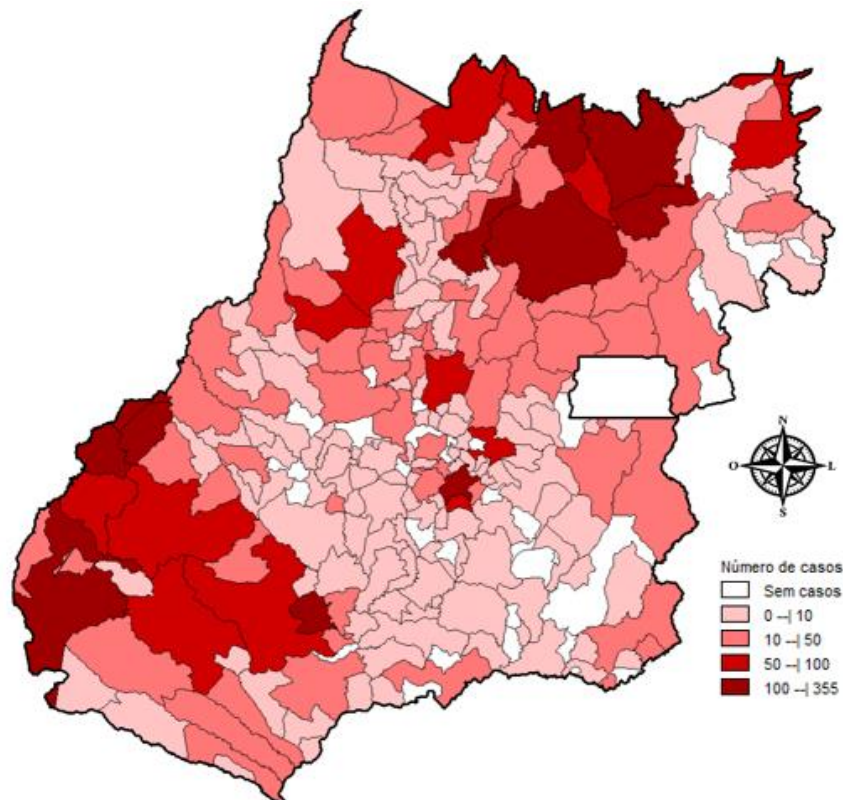 N
O
L
S
Número de casos
Sem casos
0 --| 10
10 --| 50
50 --| 100
100 --| 355